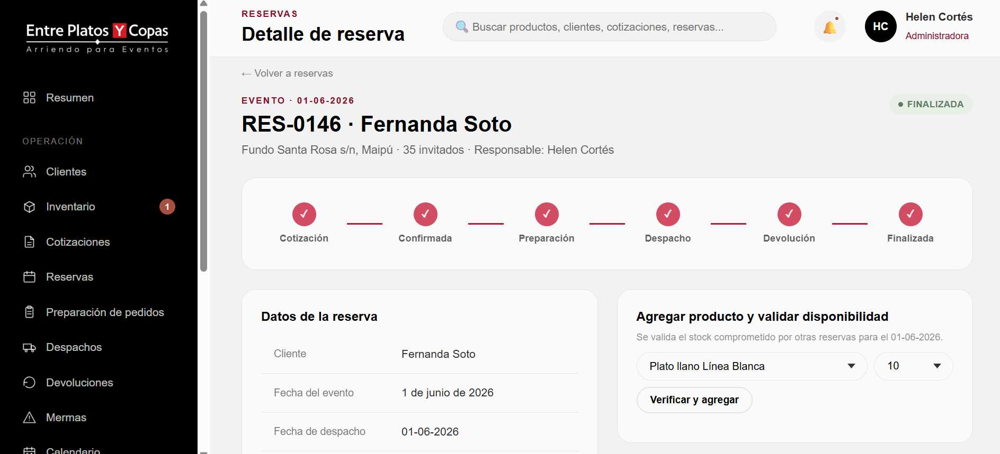 Entre Platos Y Copas
Arriendo para Eventos
Resumen
OPERACIÓN
Clientes
Inventario
1
Cotizaciones
Reservas
Preparación de pedidos
Despachos
Devoluciones
Mermas
Calendario
RESERVAS
Detalle de reserva
Buscar productos, clientes, cotizaciones, reservas...
HC
Helen Cortés
Administradora
← Volver a reservas
EVENTO · 01-06-2026
RES-0146 · Fernanda Soto
Fundo Santa Rosa s/n, Maipú · 35 invitados · Responsable: Helen Cortés
● FINALIZADA
✓ ✓ ✓ ✓ ✓ ✓
Cotización Confirmada Preparación Despacho Devolución Finalizada
Datos de la reserva
Cliente Fernanda Soto
Fecha del evento 1 de junio de 2026
Fecha de despacho 01-06-2026
Agregar producto y validar disponibilidad
Se valida el stock comprometido por otras reservas para el 01-06-2026.
Plato llano Línea Blanca 10
Verificar y agregar